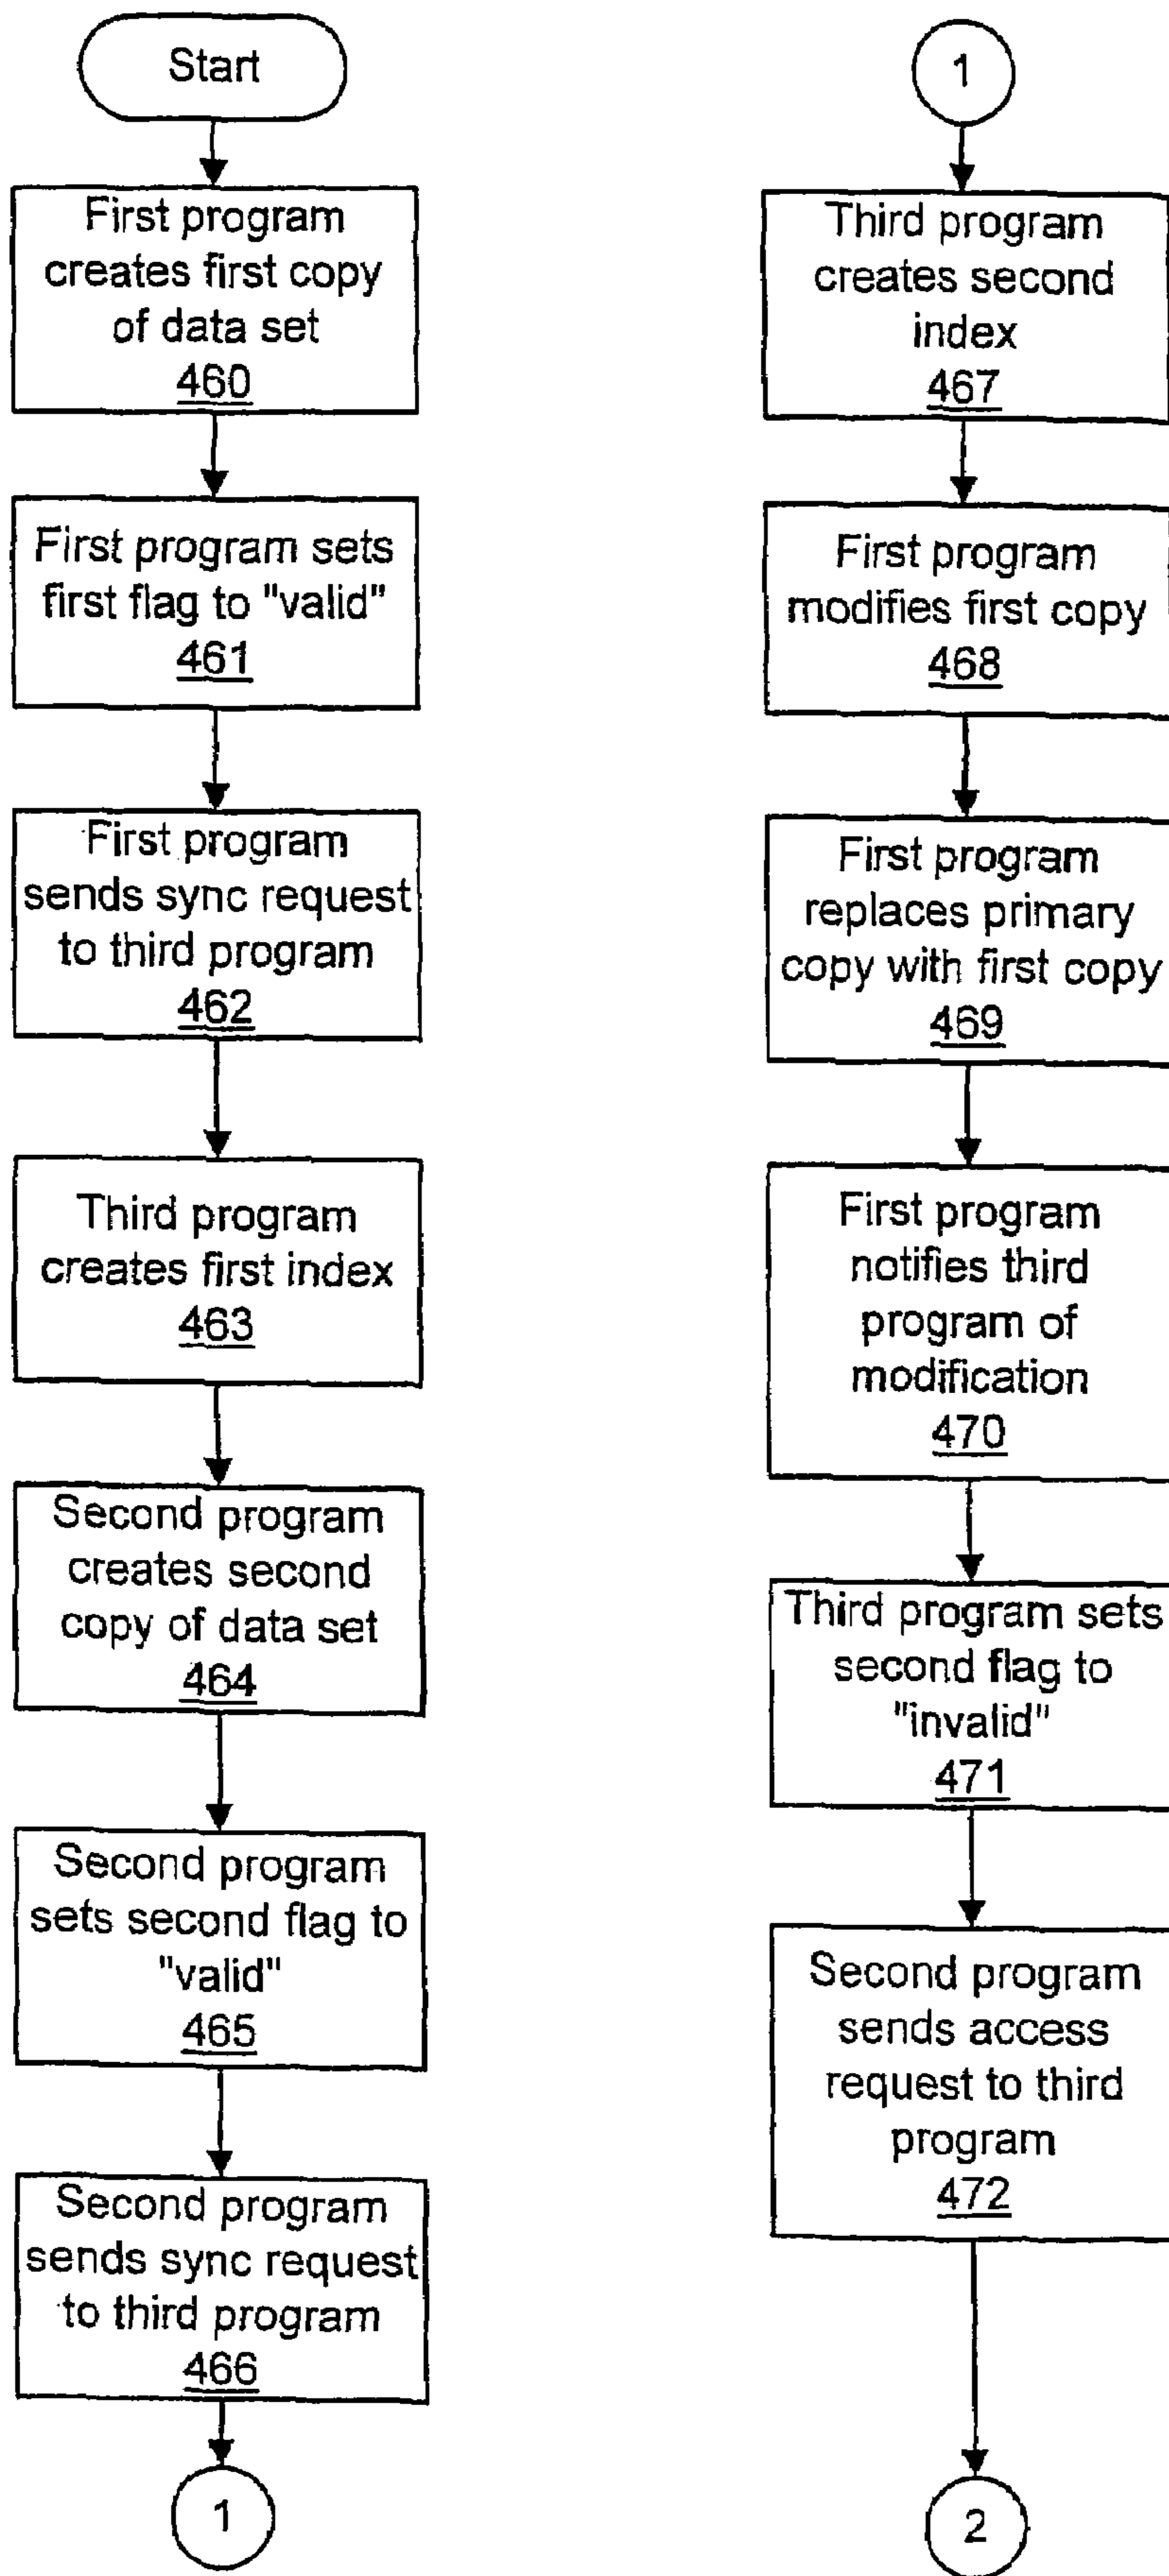 Start
First program
creates first copy
of data set
460
First program sets
first flag to "valid"
461
First program
sends sync request
to third program
462
Third program
creates first index
463
Second program
creates second
copy of data set
464
Second program
sets second flag to
"valid"
465
Second program
sends sync request
to third program
466
1
1
Third program
creates second
index
467
First program
modifies first copy
468
First program
replaces primary
copy with first copy
469
First program
notifies third
program of
modification
470
Third program sets
second flag to
"invalid"
471
Second program
sends access
request to third
program
472
2